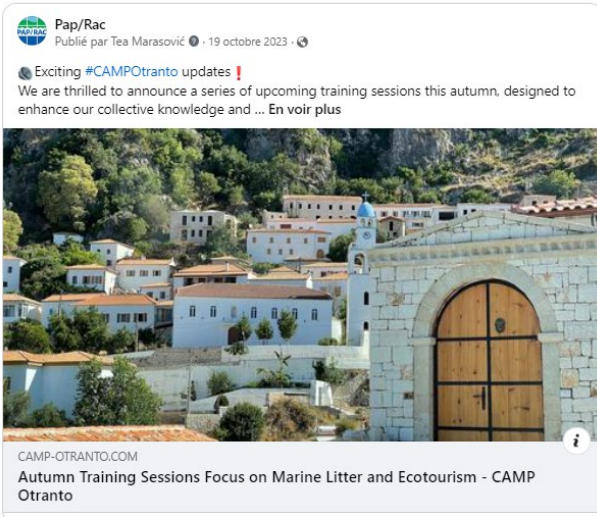 Pap/Rac
PAP/RAC
Publié par Tea Marasović · 19 octobre 2023 ·
Exciting #CAMPOtranto updates❗
We are thrilled to announce a series of upcoming training sessions this autumn, designed to
enhance our collective knowledge and ... En voir plus
CAMP-OTRANTO.COM
Autumn Training Sessions Focus on Marine Litter and Ecotourism - CAMP
Otranto